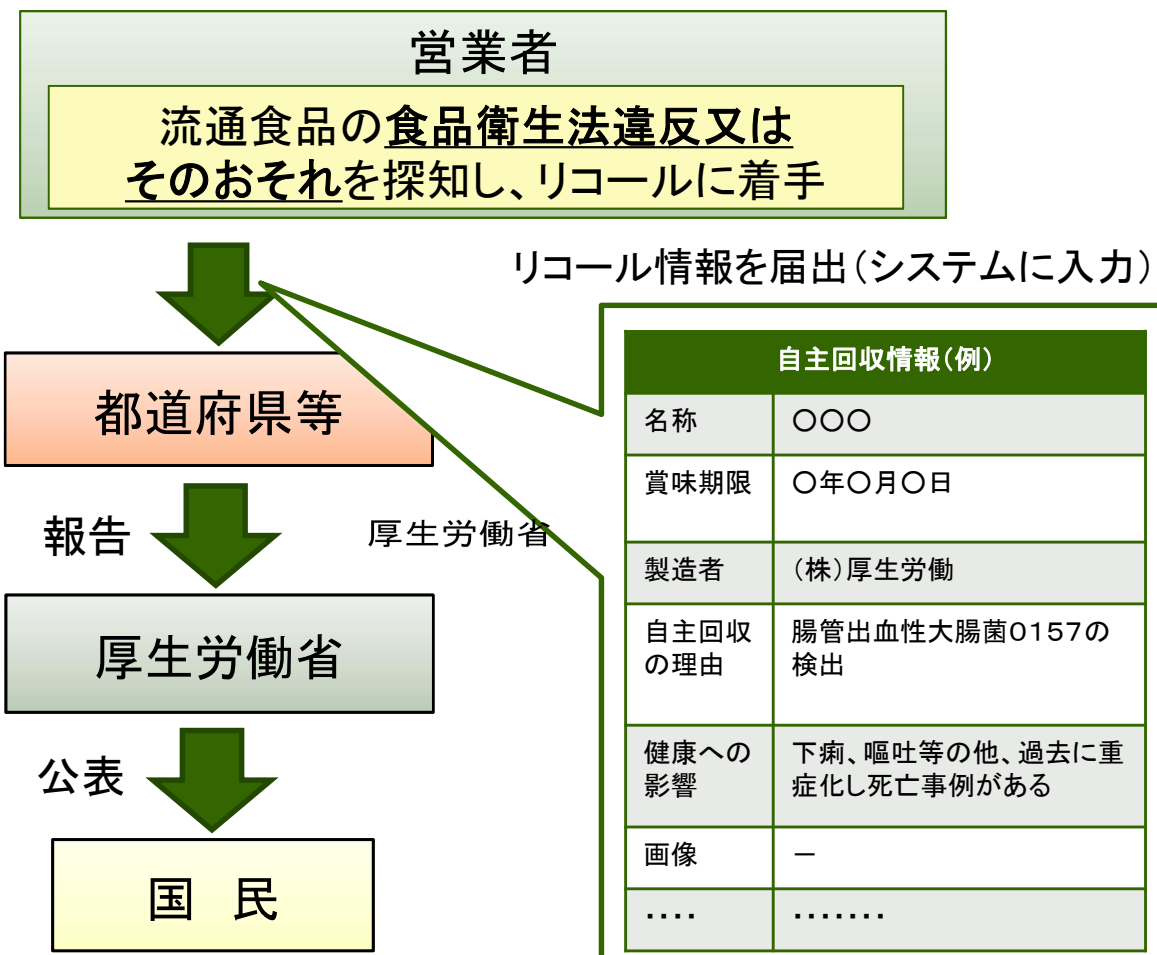 営業者
流通食品の食品衛生法違反又は
そのおそれを探知し、リコールに着手
リコール情報を届出（システムに入力）
都道府県等
報告
厚生労働省
厚生労働省
公表
国　民
自主回収情報（例）
名称
〇〇〇
賞味期限
〇年〇月〇日
製造者
（株）厚生労働
自主回収
の理由
腸管出血性大腸菌O157の
検出
健康への
影響
下痢、嘔吐等の他、過去に重
症化し死亡事例がある
画像
－
‥‥
・・・・・・・